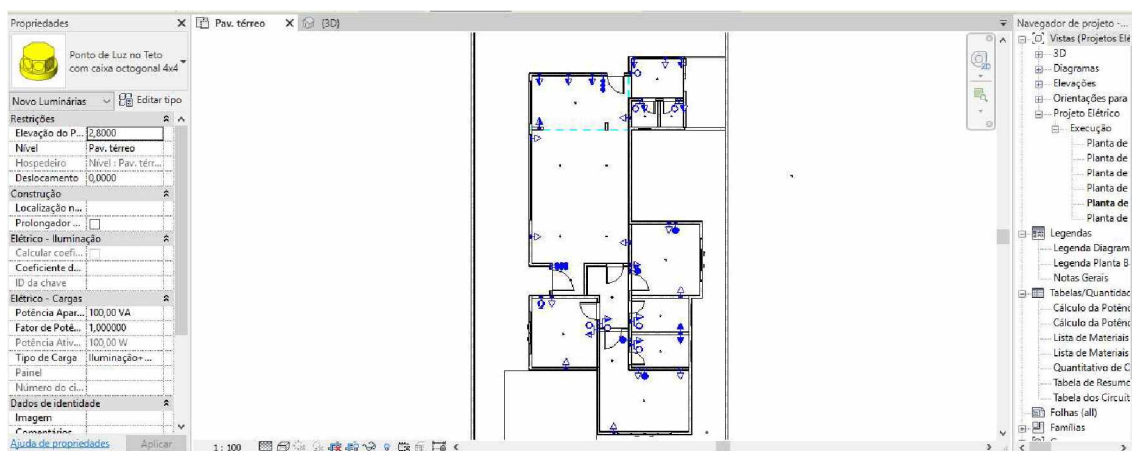 Propriedades
Ponto de Luz no Teto
com caixa octogonal 4x4
Novo Luminárias
Editar tipo
Restrições
Elevação do P... 2,8000
Nível Pav. térreo
Hospedeiro Nível : Pav. térr...
Deslocamento 0,0000
Construção
Localização n...
Prolongador ...
Elétrico - Iluminação
Calcular coefi...
Coeficiente d...
ID da chave
Elétrico - Cargas
Potência Apar... 100,00 VA
Fator de Potê... 1,000000
Potência Ativ... 100,00 W
Tipo de Carga Iluminação+...
Painel
Número do ci...
Dados de identidade
Imagem
Comentários
Ajuda de propriedades
Aplicar
Pav. térreo
{3D}
2D
1 : 100
Navegador de projeto -...
Vistas (Projetos Elé
3D
Diagramas
Elevações
Orientações para
Projeto Elétrico
Execução
Planta de
Planta de
Planta de
Planta de
Planta de
Planta de
Legendas
Legenda Diagram
Legenda Planta B
Notas Gerais
Tabelas/Quantidad
Cálculo da Potênc
Cálculo da Potênc
Lista de Materiais
Lista de Materiais
Quantitativo de C
Tabela de Resumo
Tabela dos Circuit
Folhas (all)
Famílias